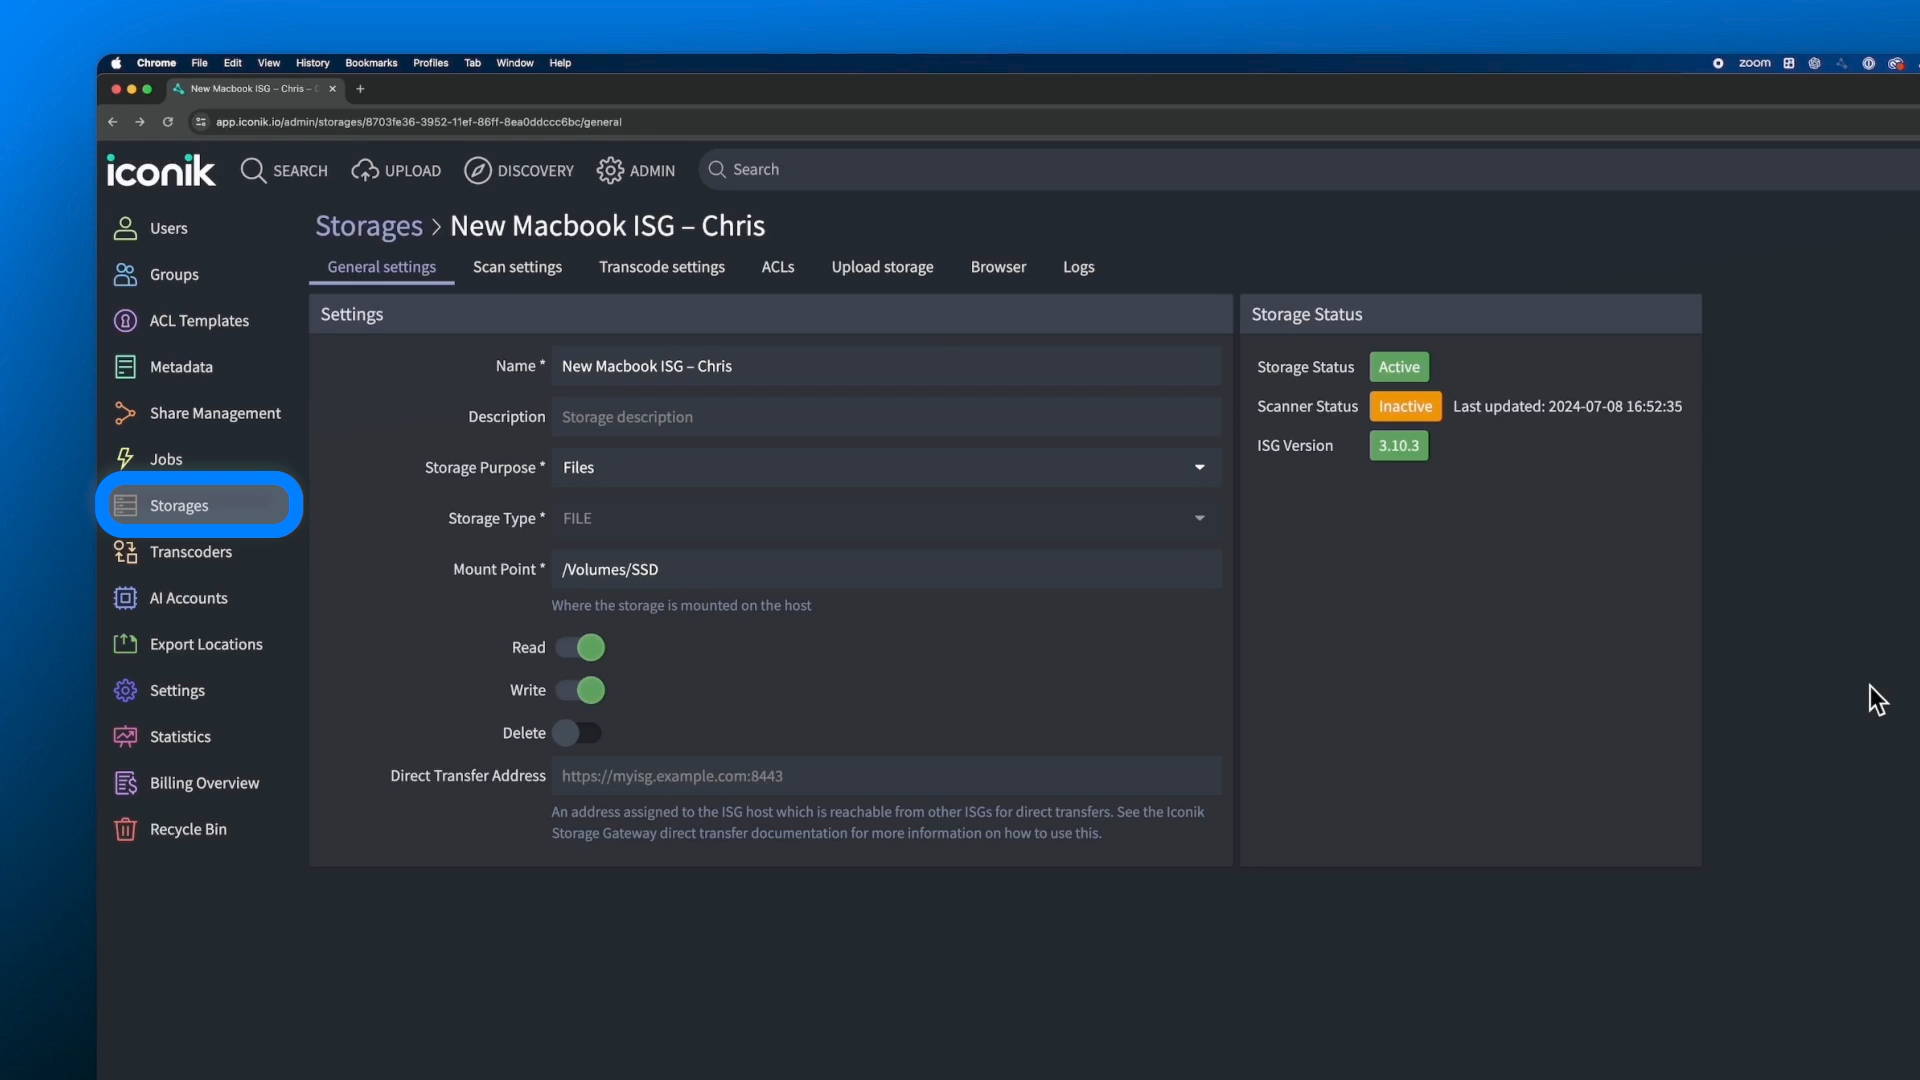 Chrome File Edit View History Bookmarks Profiles Tab Window Help
zoom
New Macbook ISG – Chris –
app.iconik.io/admin/storages/8703fe36-3952-11ef-86ff-8ea0ddccc6bc/general
iconik SEARCH UPLOAD DISCOVERY ADMIN Search
Users
Groups
ACL Templates
Metadata
Share Management
Jobs
Storages
Transcoders
AI Accounts
Export Locations
Settings
Statistics
Billing Overview
Recycle Bin
Storages > New Macbook ISG – Chris
General settings Scan settings Transcode settings ACLs Upload storage Browser Logs
Settings
Name * New Macbook ISG – Chris
Description Storage description
Storage Purpose * Files
Storage Type * FILE
Mount Point * /Volumes/SSD
Where the storage is mounted on the host
Read
Write
Delete
Direct Transfer Address https://myisg.example.com:8443
An address assigned to the ISG host which is reachable from other ISGs for direct transfers. See the Iconik
Storage Gateway direct transfer documentation for more information on how to use this.
Storage Status
Storage Status Active
Scanner Status Inactive Last updated: 2024-07-08 16:52:35
ISG Version 3.10.3